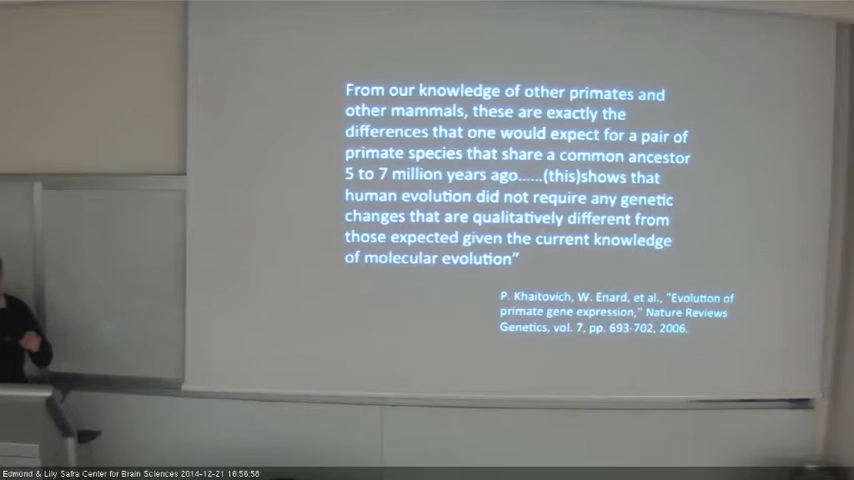 From our knowledge of other primates and
other mammals, these are exactly the
differences that one would expect for a pair of
primate species that share a common ancestor
5 to 7 million years ago......(this)shows that
human evolution did not require any genetic
changes that are qualitatively different from
those expected given the current knowledge
of molecular evolution”
P. Khaitovich, W. Enard, et al., "Evolution of
primate gene expression," Nature Reviews
Genetics, vol. 7, pp. 693-702, 2006.
Edmond & Lily Safra Center for Brain Sciences 2014-12-21 16:56:58